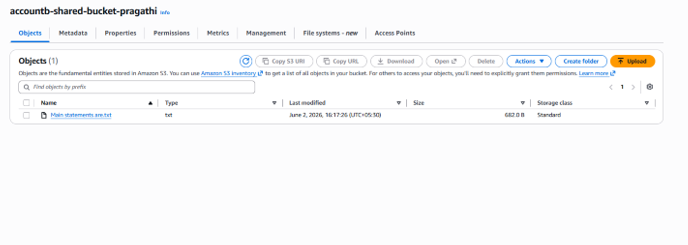 accountb-shared-bucket-pragathi Info
Objects Metadata Properties Permissions Metrics Management File systems - new Access Points
Objects (1)
Copy S3 URI Copy URL Download Open Delete Actions Create folder Upload
Objects are the fundamental entities stored in Amazon S3. You can use Amazon S3 inventory to get a list of all objects in your bucket. For others to access your objects, you'll need to explicitly grant them permissions. Learn more
Find objects by prefix
1
Name Type Last modified Size Storage class
Main statements are.txt txt June 2, 2026, 16:17:26 (UTC+05:30) 682.0 B Standard